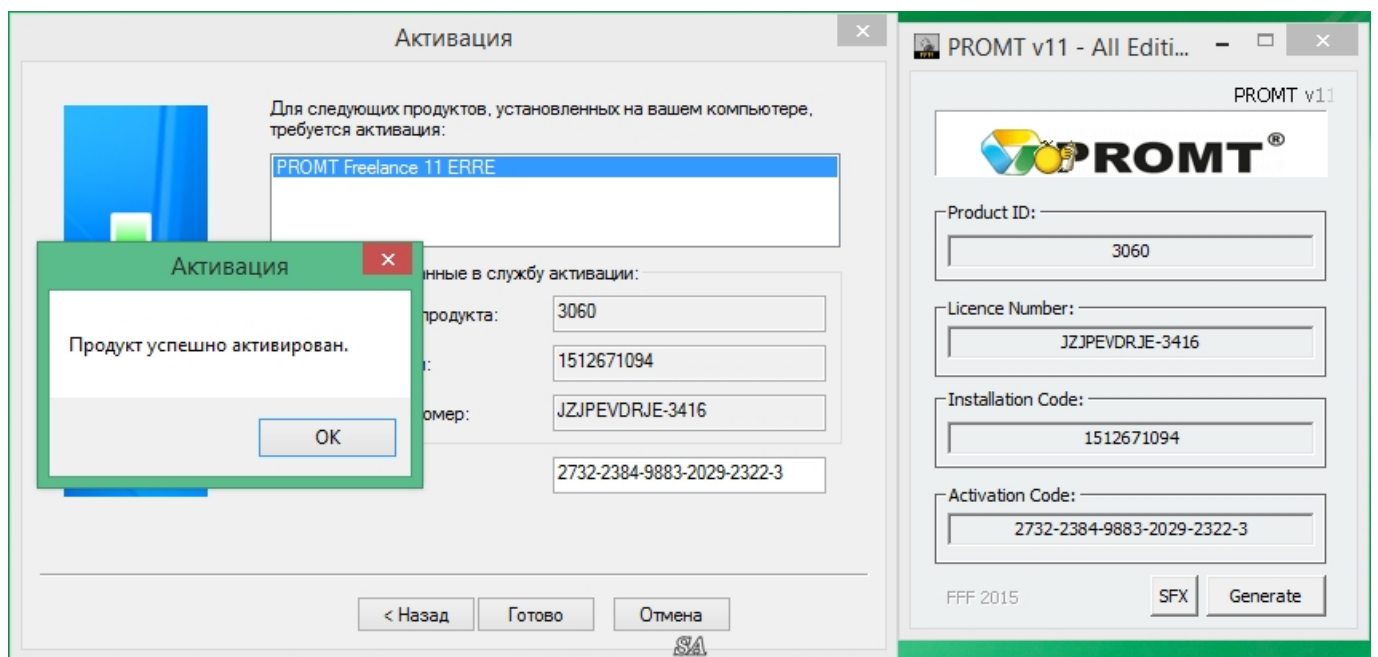 Активация
Для следующих продуктов, установленных на вашем компьютере,
требуется активация:
PROMT Freelance 11 ERRE
Активация
Продукт успешно активирован.
OK
нные в службу активации:
продукта:
3060
1512671094
омер:
JZJPEVDRJE-3416
2732-2384-9883-2029-2322-3
< Назад
Готово
Отмена
SA
PROMT v11 - All Editi...
PROMT v11
PROMT®
Product ID:
3060
Licence Number:
JZJPEVDRJE-3416
Installation Code:
1512671094
Activation Code:
2732-2384-9883-2029-2322-3
FFF 2015
SFX
Generate